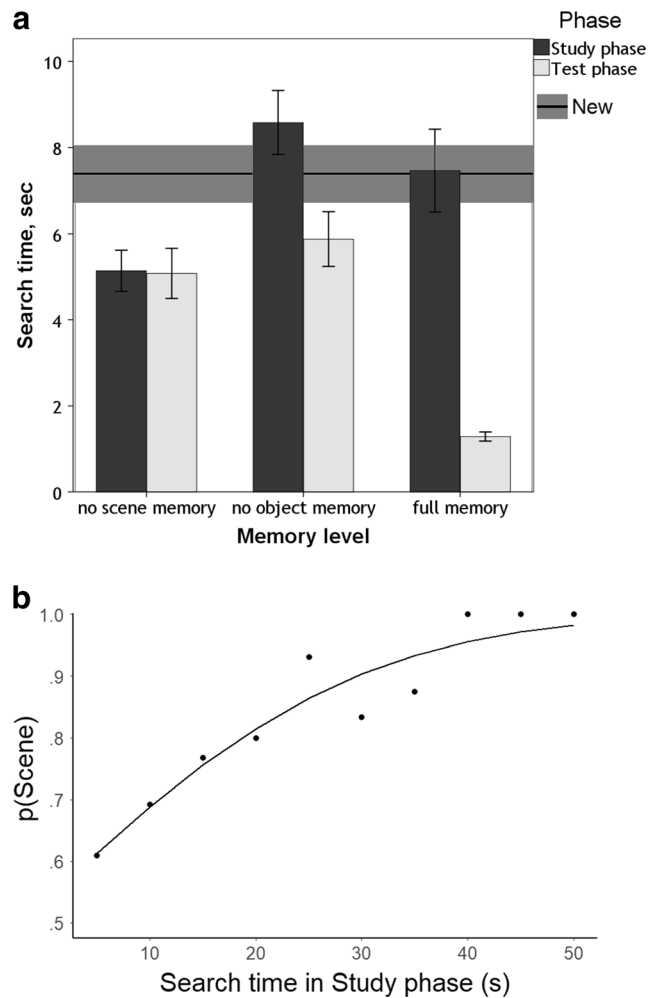 a
Phase
Study phase
Test phase
New
10
8
6
4
2
0
Search time, sec
no scene memory no object memory full memory
Memory level
b
1.0
.9
.8
.7
.6
.5
p(Scene)
10 20 30 40 50
Search time in Study phase (s)